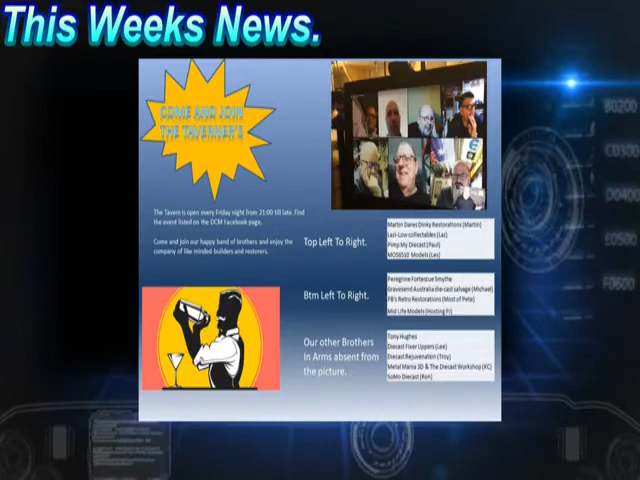 This Weeks News.
COME AND JOIN
THE TAVERNER'S
The Tavern is open every Friday night from 21:00 till late. Find
the event listed on the DCM Facebook page.
Come and join our happy band of brothers and enjoy the
company of like minded builders and restorers.
Top Left To Right.
Martin Dares Dinky Restorations (Martin)
Lazi-Low collectables (Laz)
Pimp My Diecast (Paul)
MOS6510 Models (Les)
Btm Left To Right.
Peregrine Fortescue Smythe
Gravesend Australia die-cast salvage (Michael)
PB's Retro Restorations (Most of Pete)
Mid Life Models (Hosting PJ)
Our other Brothers
In Arms absent from
the picture.
Tony Hughes
Diecast Fixer Uppers (Lee)
Diecast Rejuvenation (Troy)
Metal Mania 3D & The Diecast Workshop (KC)
SoMo Diecast (Ron)
B0200
C0300
D0400
E0500
F0600